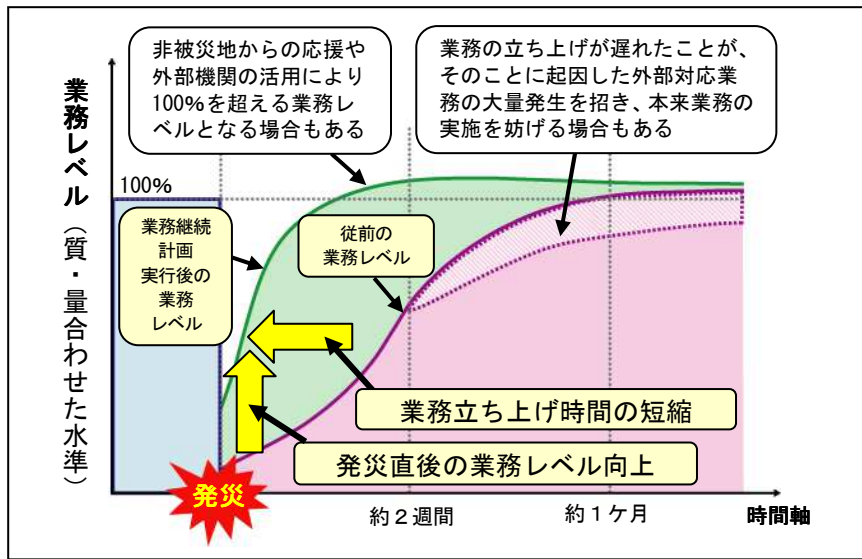 非被災地からの応援や
外部機関の活用により
100%を超える業務レ
ベルとなる場合もある
業務の立ち上げが遅れたことが、
そのことに起因した外部対応業
務の大量発生を招き、本来業務の
実施を妨げる場合もある
業務レベル（質・量合わせた水準）
100%
業務継続
計画
実行後の
業務
レベル
従前の
業務レベル
業務立ち上げ時間の短縮
発災直後の業務レベル向上
発災
約２週間
約１ケ月
時間軸